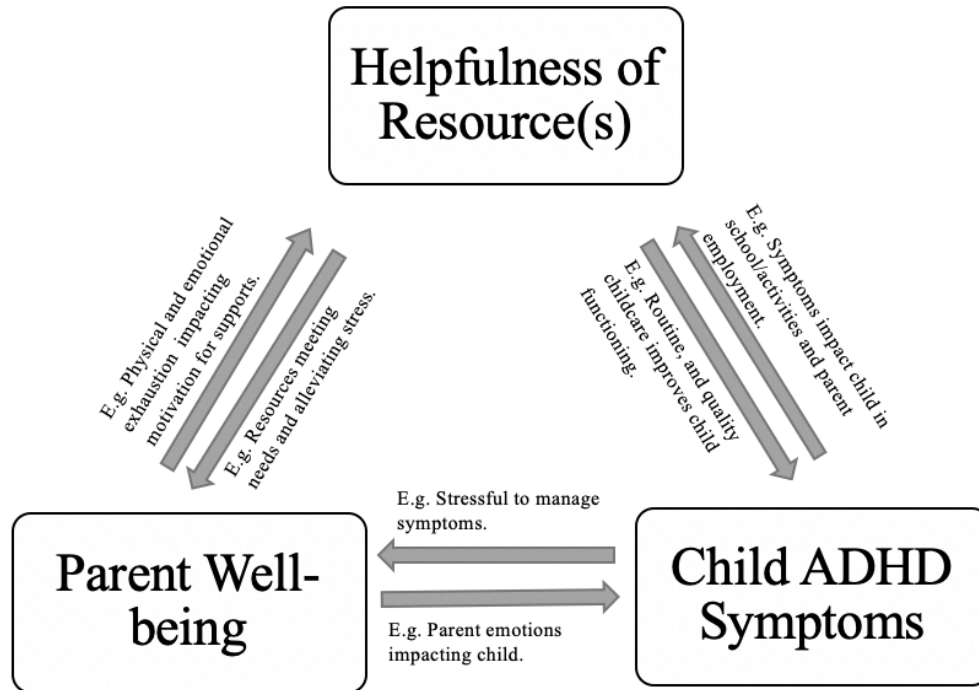 Helpfulness of
Resource(s)
E.g. Physical and emotional
exhaustion impacting
motivation for supports.
E.g. Resources meeting
needs and alleviating stress.
E.g. Symptoms impact child in
school/activities and parent
employment.
E.g. Routine, and quality
childcare improves child
functioning.
E.g. Stressful to manage
symptoms.
Parent Well-
being
Child ADHD
Symptoms
E.g. Parent emotions
impacting child.